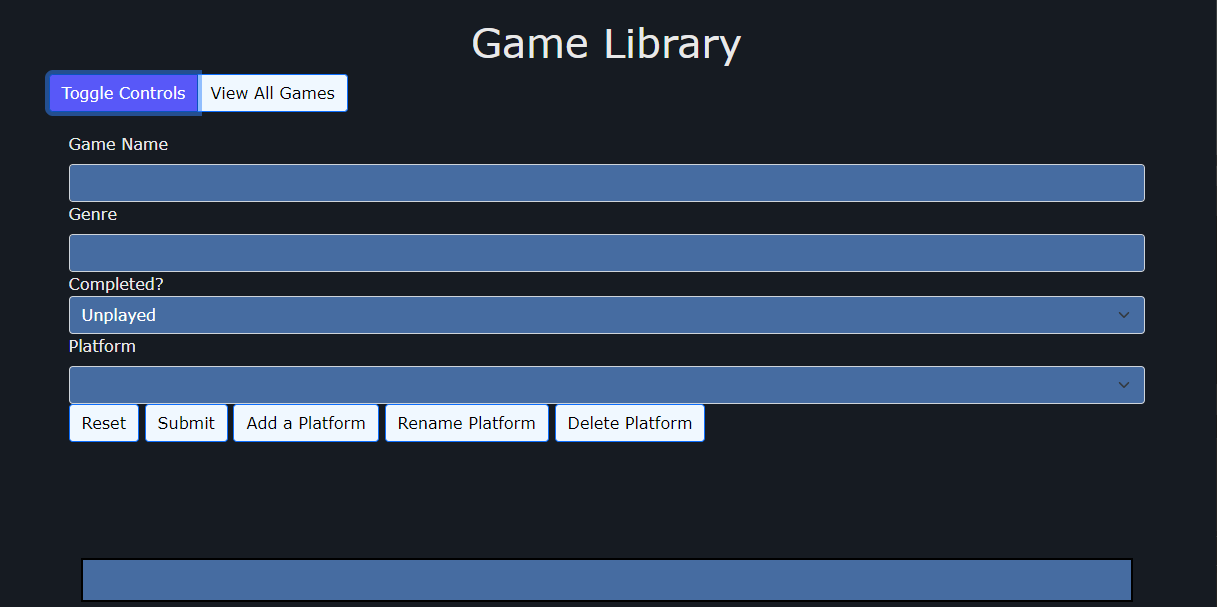 Game Library
Toggle Controls View All Games
Game Name
Genre
Completed?
Unplayed
Platform
Reset Submit Add a Platform Rename Platform Delete Platform